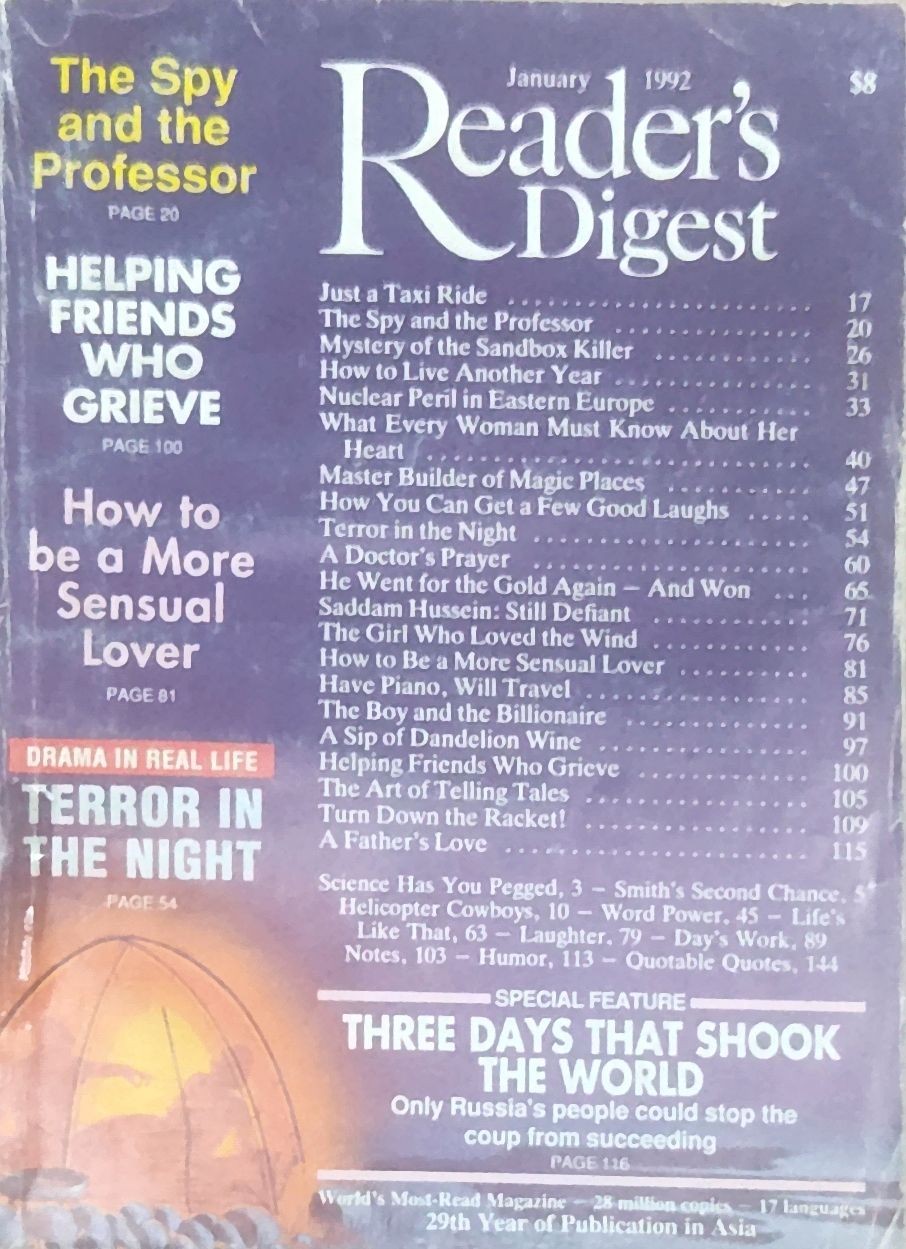 The Spy
and the
Professor
PAGE 20
HELPING
FRIENDS
WHO
GRIEVE
PAGE 100
How to
be a More
Sensual
Lover
PAGE 81
DRAMA IN REAL LIFE
TERROR IN
THE NIGHT
PAGE 54
January 1992 $8
Reader's
Digest
Just a Taxi Ride .................... 17
The Spy and the Professor ............. 20
Mystery of the Sandbox Killer ........... 26
How to Live Another Year ............. 31
Nuclear Peril in Eastern Europe .......... 33
What Every Woman Must Know About Her
Heart ........................ 40
Master Builder of Magic Places .......... 47
How You Can Get a Few Good Laughs ..... 51
Terror in the Night .................. 54
A Doctor's Prayer .................. 60
He Went for the Gold Again — And Won ... 65
Saddam Hussein: Still Defiant ........... 71
The Girl Who Loved the Wind ........... 76
How to Be a More Sensual Lover ......... 81
Have Piano, Will Travel ............... 85
The Boy and the Billionaire ............ 91
A Sip of Dandelion Wine .............. 97
Helping Friends Who Grieve ............ 100
The Art of Telling Tales ............... 105
Turn Down the Racket! ............... 109
A Father's Love .................... 115
Science Has You Pegged, 3 — Smith's Second Chance, 5
Helicopter Cowboys, 10 — Word Power, 45 — Life's
Like That, 63 — Laughter, 79 — Day's Work, 89
Notes, 103 — Humor, 113 — Quotable Quotes, 144
SPECIAL FEATURE
THREE DAYS THAT SHOOK
THE WORLD
Only Russia's people could stop the
coup from succeeding
PAGE 116
World's Most-Read Magazine — 28 million copies — 17 languages
29th Year of Publication in Asia